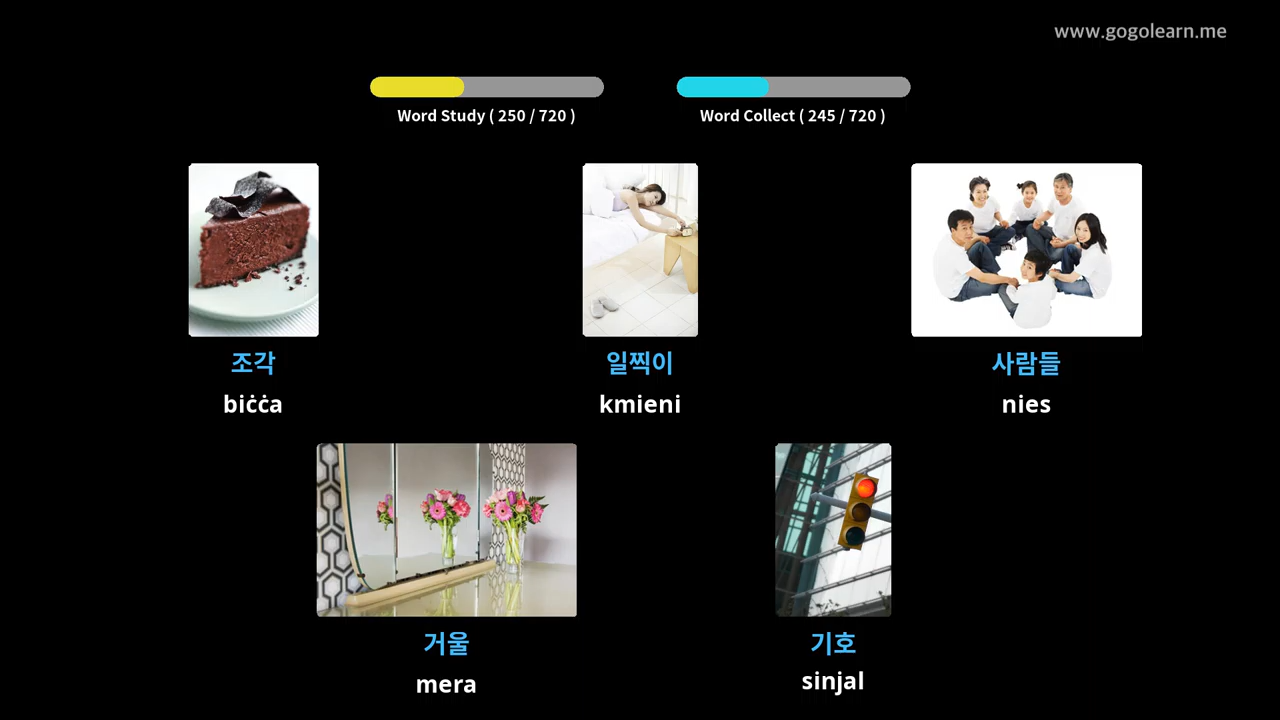 www.gogolearn.me
Word Study ( 250 / 720 )
Word Collect ( 245 / 720 )
조각
일찍이
사람들
biċċa
kmieni
nies
거울
기호
mera
sinjal